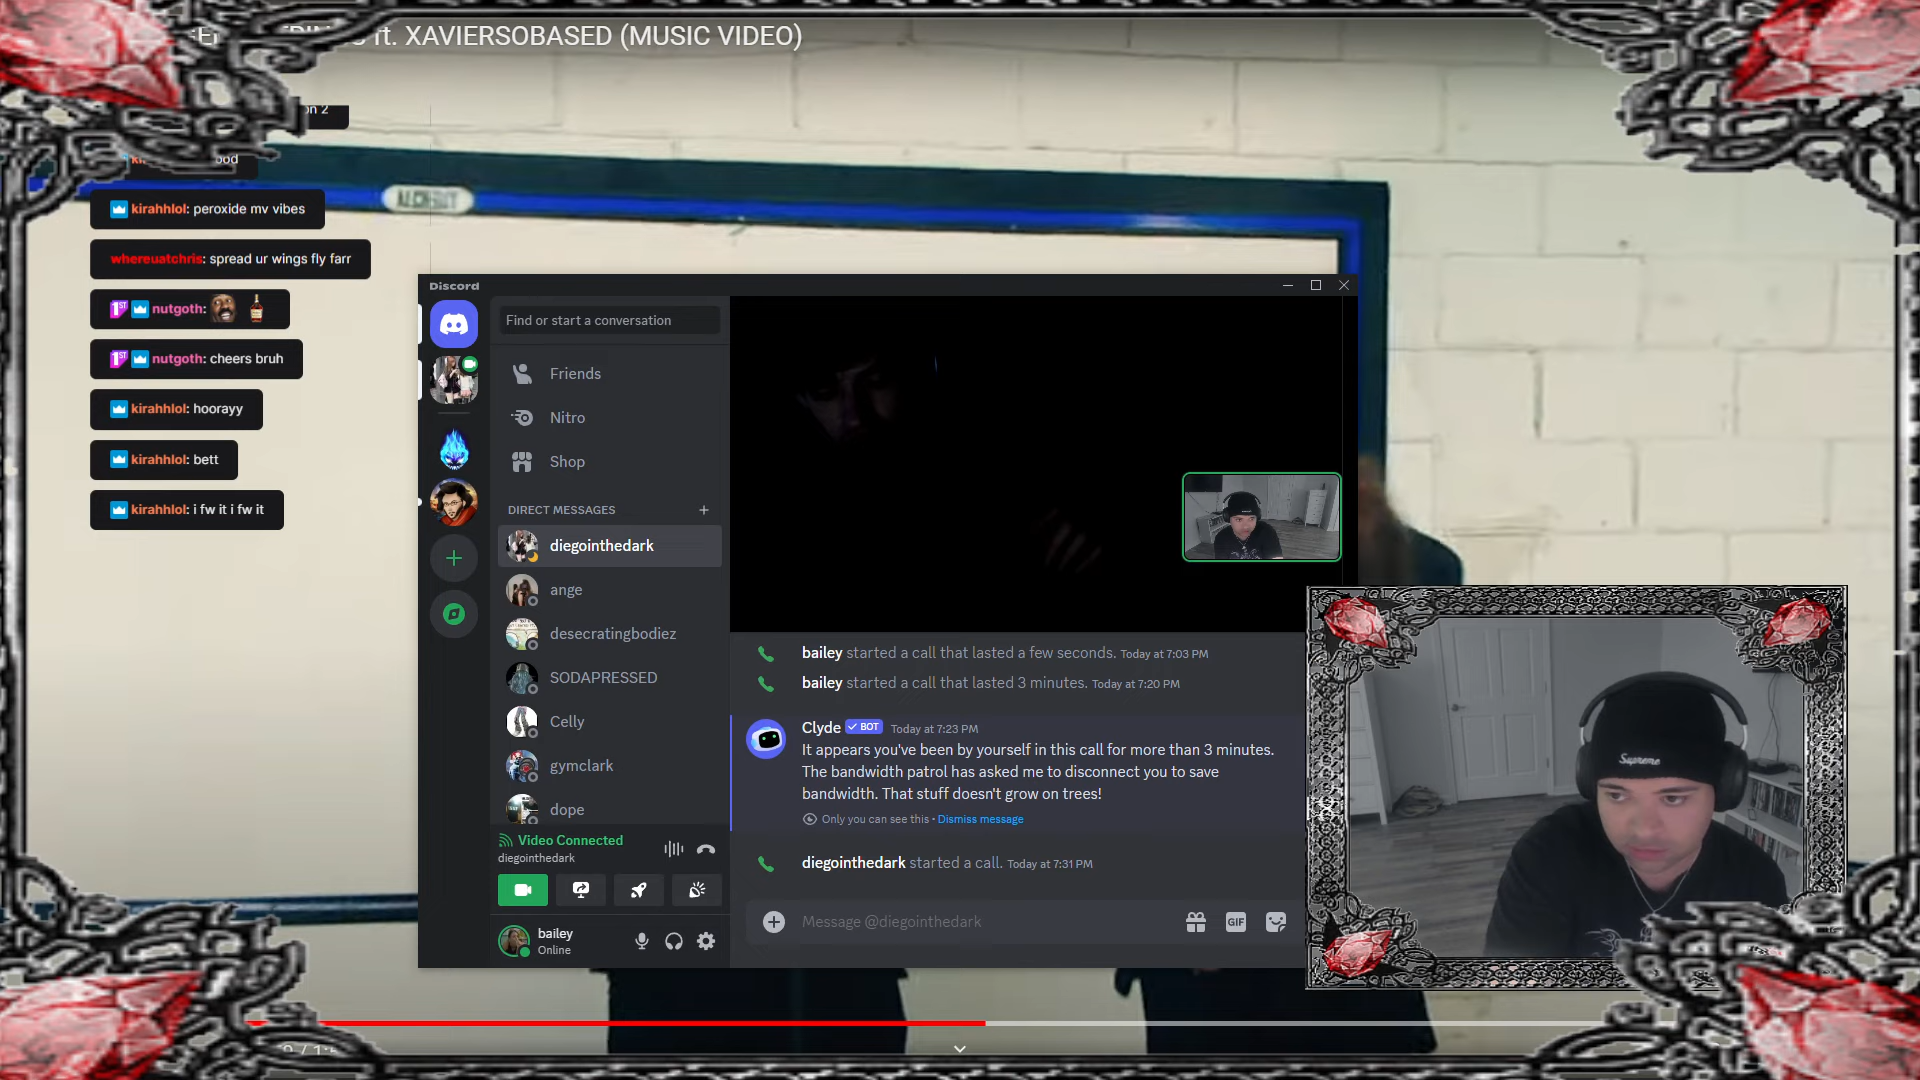 ft. XAVIERSOBASED (MUSIC VIDEO)
on 2
kirahhlol: peroxide mv vibes
whereuatchris: spread ur wings fly farr
1ST nutgoth:
1ST nutgoth: cheers bruh
kirahhlol: hoorayy
kirahhlol: bett
kirahhlol: i fw it i fw it
Discord
Find or start a conversation
Friends
Nitro
Shop
DIRECT MESSAGES
diegointhedark
ange
desecratingbodiez
SODAPRESSED
Celly
gymclark
dope
Video Connected
diegointhedark
bailey
Online
bailey started a call that lasted a few seconds. Today at 7:03 PM
bailey started a call that lasted 3 minutes. Today at 7:20 PM
Clyde BOT Today at 7:23 PM
It appears you've been by yourself in this call for more than 3 minutes.
The bandwidth patrol has asked me to disconnect you to save
bandwidth. That stuff doesn't grow on trees!
Only you can see this • Dismiss message
diegointhedark started a call. Today at 7:31 PM
Message @diegointhedark
GIF
Supreme